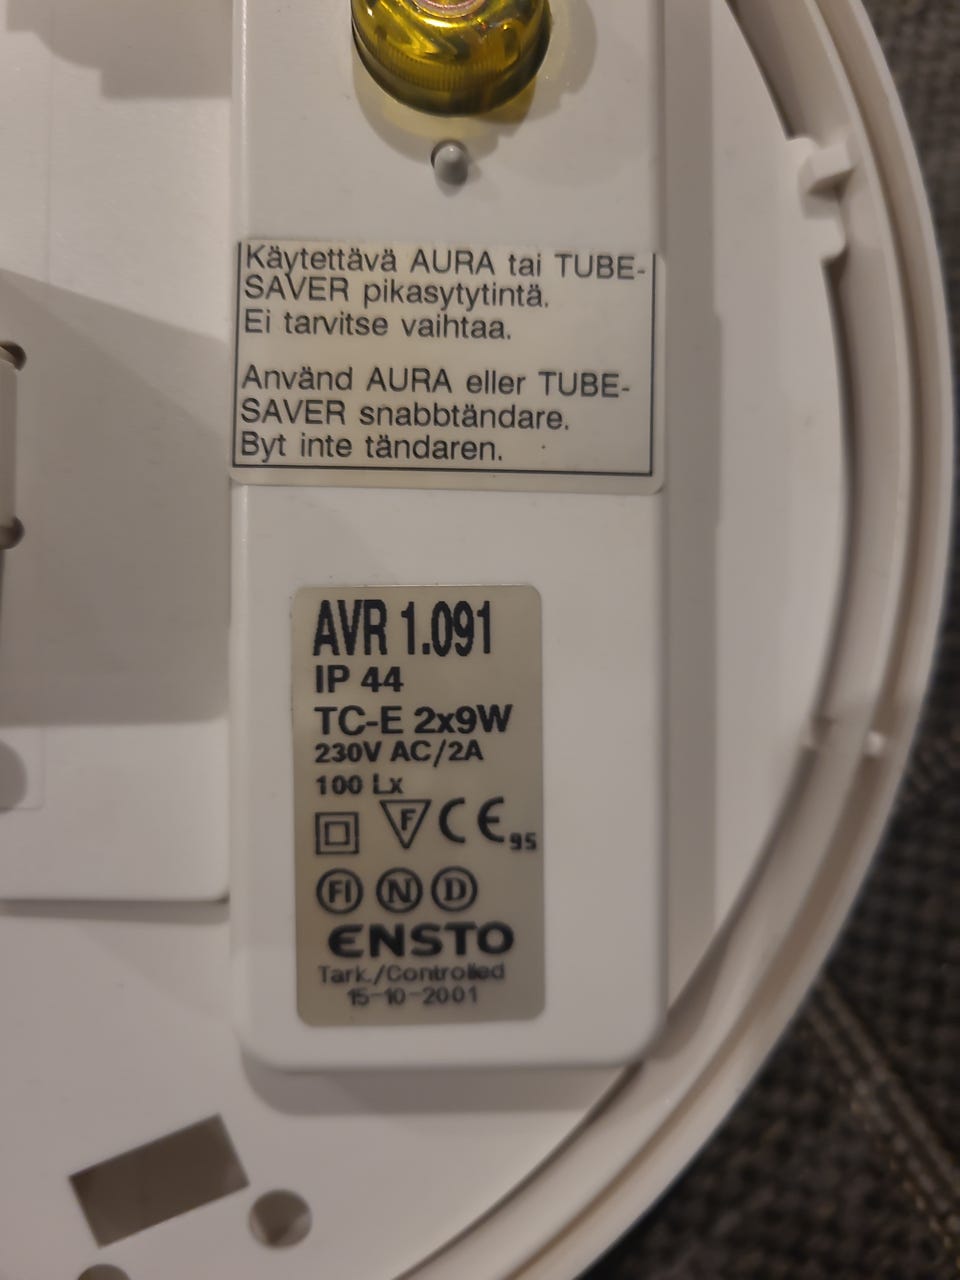 Käytettävä AURA tai TUBE-
SAVER pikasytytintä.
Ei tarvitse vaihtaa.
Använd AURA eller TUBE-
SAVER snabbtändare.
Byt inte tändaren.
AVR 1.091
IP 44
TC-E 2x9W
230V AC/2A
100 Lx
F CE 95
FI N D
ENSTO
Tark./Controlled
15-10-2001